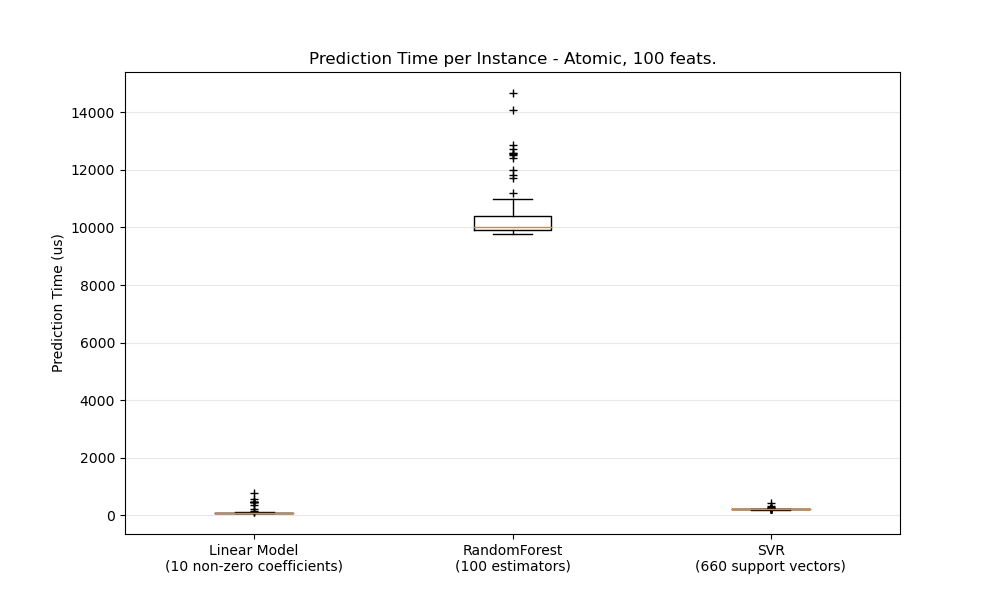 Prediction Time per Instance - Atomic, 100 feats.
Prediction Time (us)
14000
12000
10000
8000
6000
4000
2000
0
Linear Model
(10 non-zero coefficients)
RandomForest
(100 estimators)
SVR
(660 support vectors)